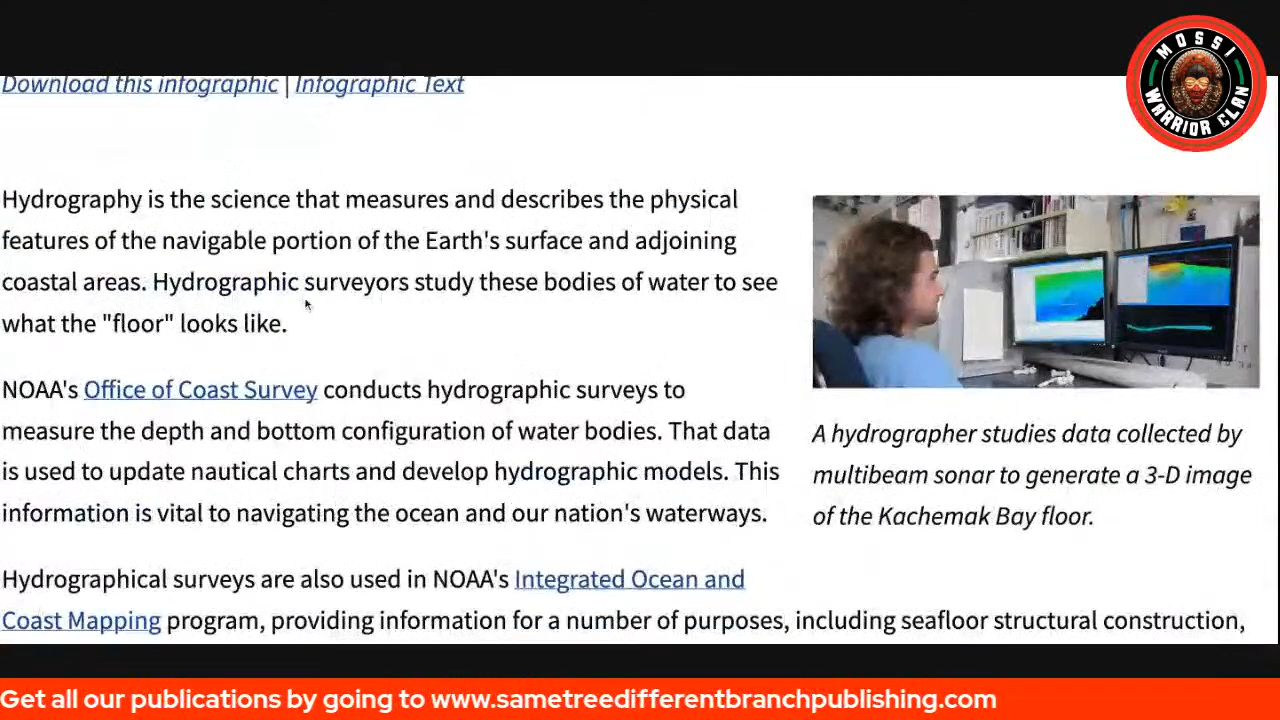 MOSSI
WARRIOR CLAN
Download this infographic | Infographic Text
Hydrography is the science that measures and describes the physical
features of the navigable portion of the Earth's surface and adjoining
coastal areas. Hydrographic surveyors study these bodies of water to see
what the "floor" looks like.
NOAA's Office of Coast Survey conducts hydrographic surveys to
measure the depth and bottom configuration of water bodies. That data
is used to update nautical charts and develop hydrographic models. This
information is vital to navigating the ocean and our nation's waterways.
A hydrographer studies data collected by
multibeam sonar to generate a 3-D image
of the Kachemak Bay floor.
Hydrographical surveys are also used in NOAA's Integrated Ocean and
Coast Mapping program, providing information for a number of purposes, including seafloor structural construction,
Get all our publications by going to www.sametreedifferentbranchpublishing.com